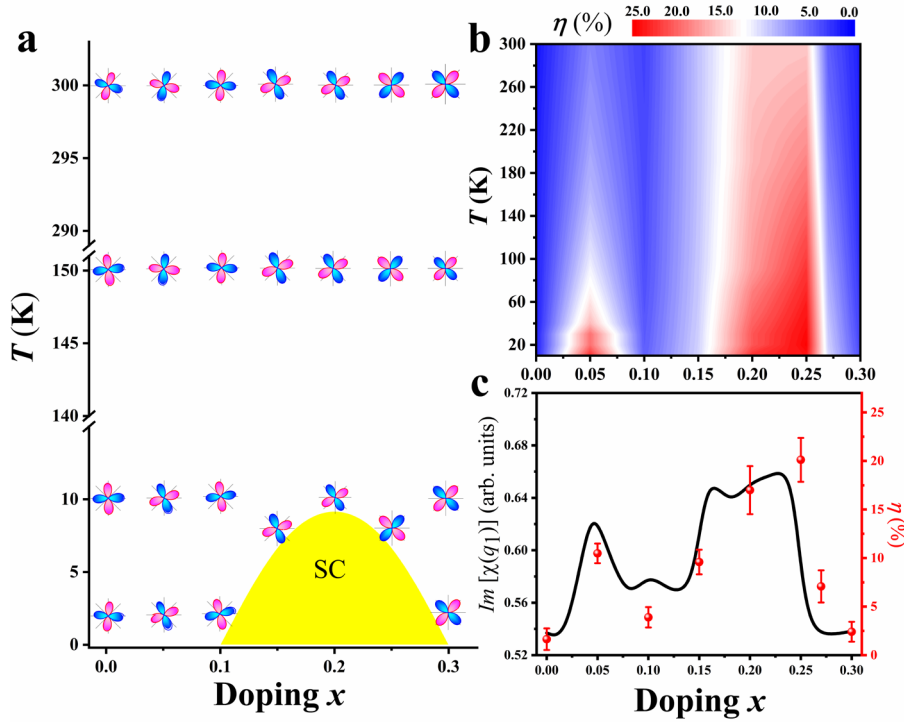 a
300
295
290
150
145
140
10
5
0
T (K)
SC
0.0 0.1 0.2 0.3
Doping x
b
η (%)
25.0 20.0 15.0 10.0 5.0 0.0
300
260
220
180
140
100
60
20
T (K)
0.00 0.05 0.10 0.15 0.20 0.25 0.30
c
0.72
0.68
0.64
0.60
0.56
0.52
Im [χ(q1)] (arb. units)
25
20
15
10
5
0
η (%)
0.00 0.05 0.10 0.15 0.20 0.25 0.30
Doping x